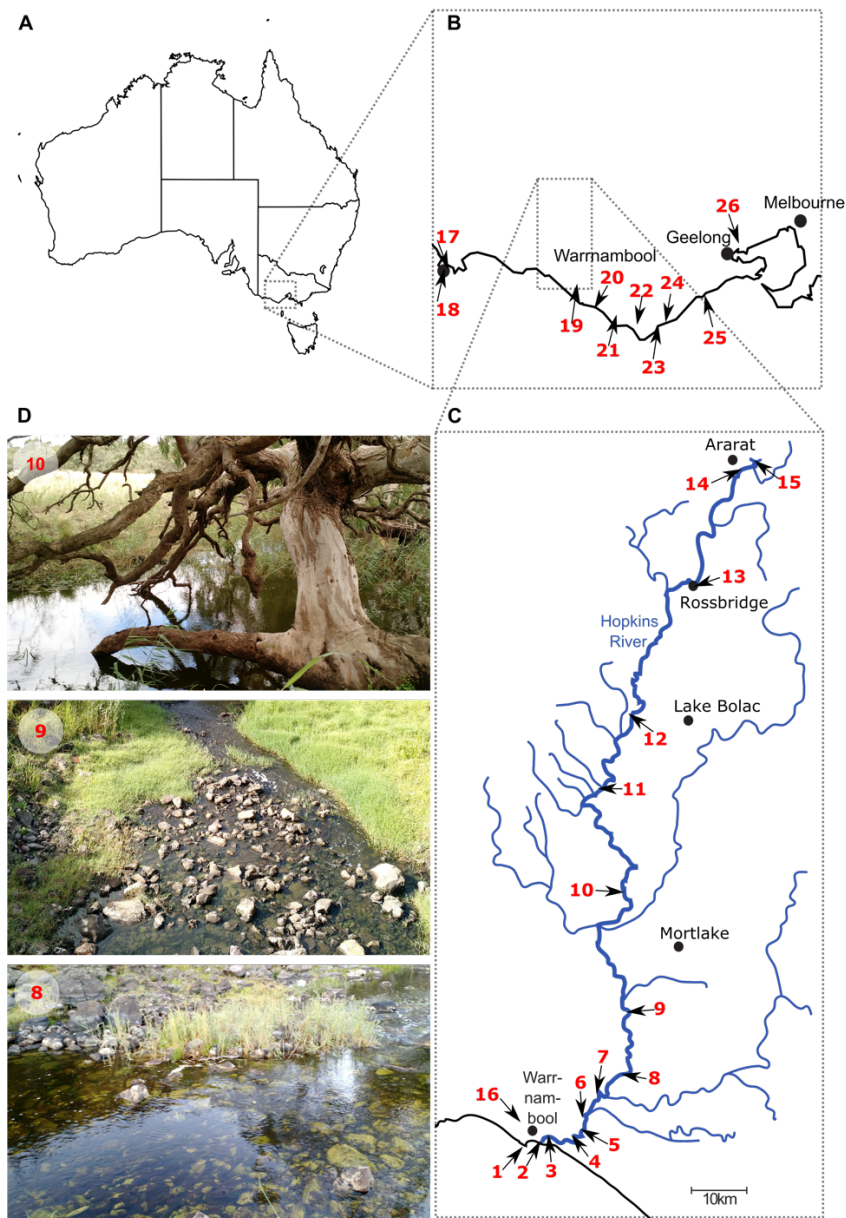 A
B
Melbourne
26
Geelong
17
Warrnambool
20
22
24
18
19
21
23
25
D
C
10
Ararat
14
15
13
Rossbridge
Hopkins
River
Lake Bolac
12
11
9
10
Mortlake
9
8
7
8
6
Warr-
nam-
bool
16
5
4
1
2
3
10km